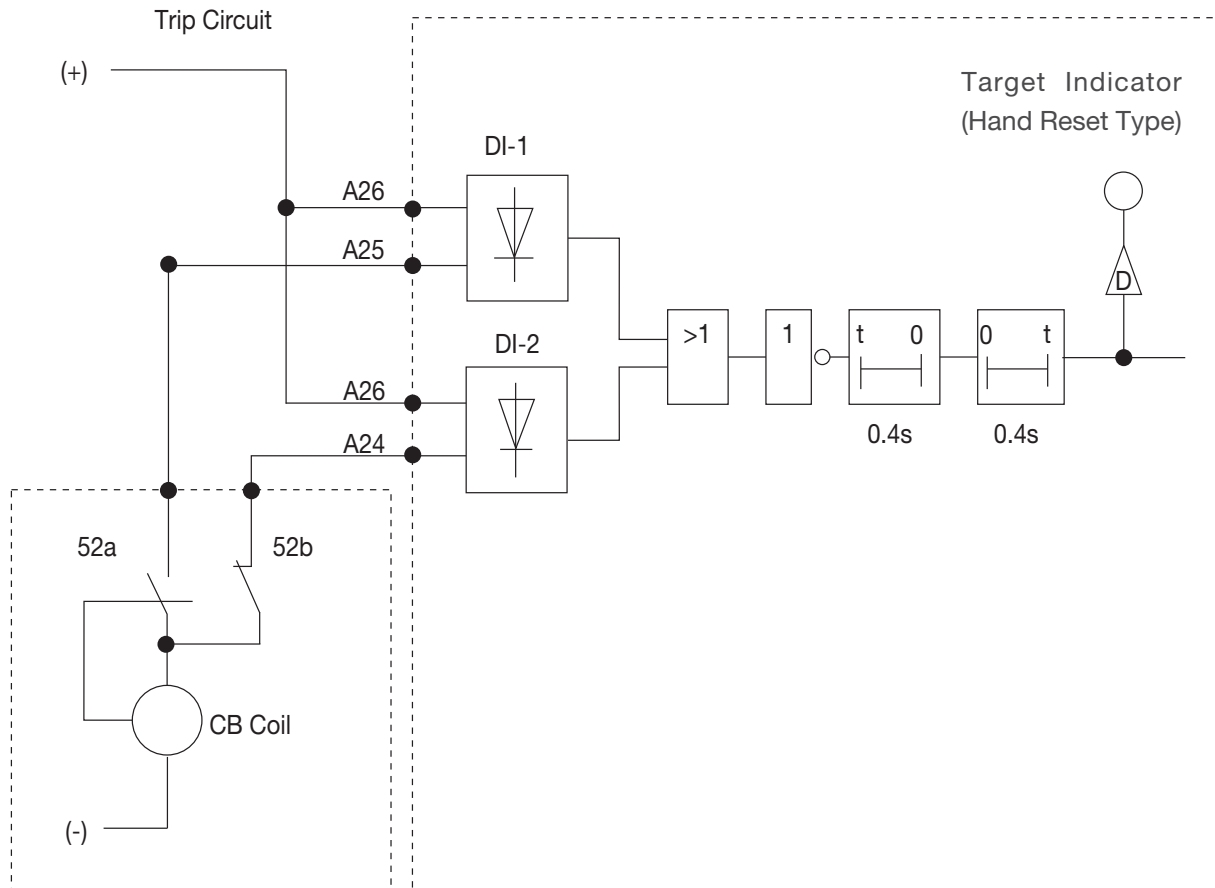 Trip Circuit
(+)
Target Indicator
(Hand Reset Type)
DI-1
A26
A25
D
DI-2
>1
1
t 0
0 t
A26
0.4s
0.4s
A24
52a
52b
CB Coil
(-)